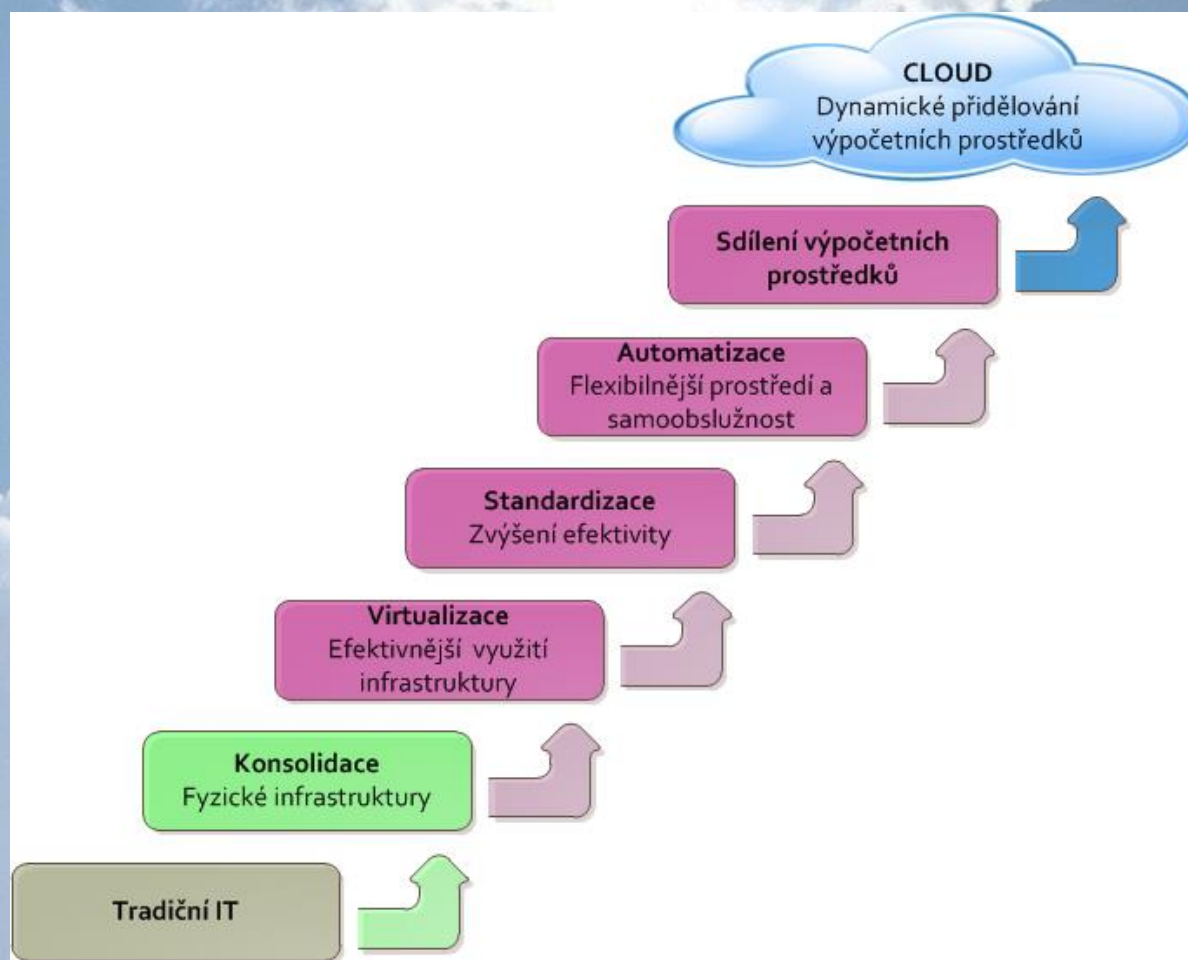 CLOUD
Dynamické přidělování
výpočetních prostředků
Sdílení výpočetních
prostředků
Automatizace
Flexibilnější prostředí a
samoobslužnost
Standardizace
Zvýšení efektivity
Virtualizace
Efektivnější využití
infrastruktury
Konsolidace
Fyzické infrastruktury
Tradiční IT